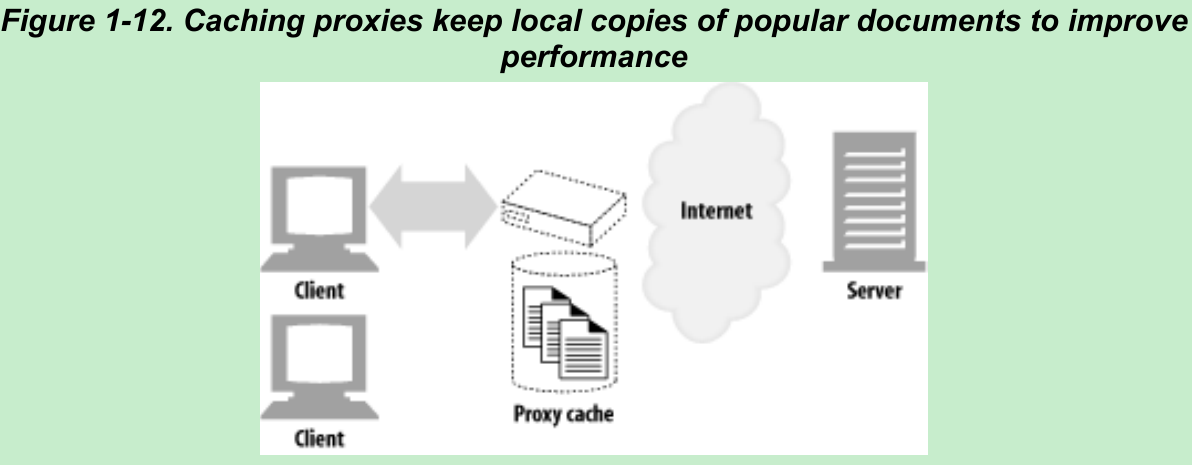 Figure 1-12. Caching proxies keep local copies of popular documents to improve
performance
Internet
Client
Server
Proxy cache
Client